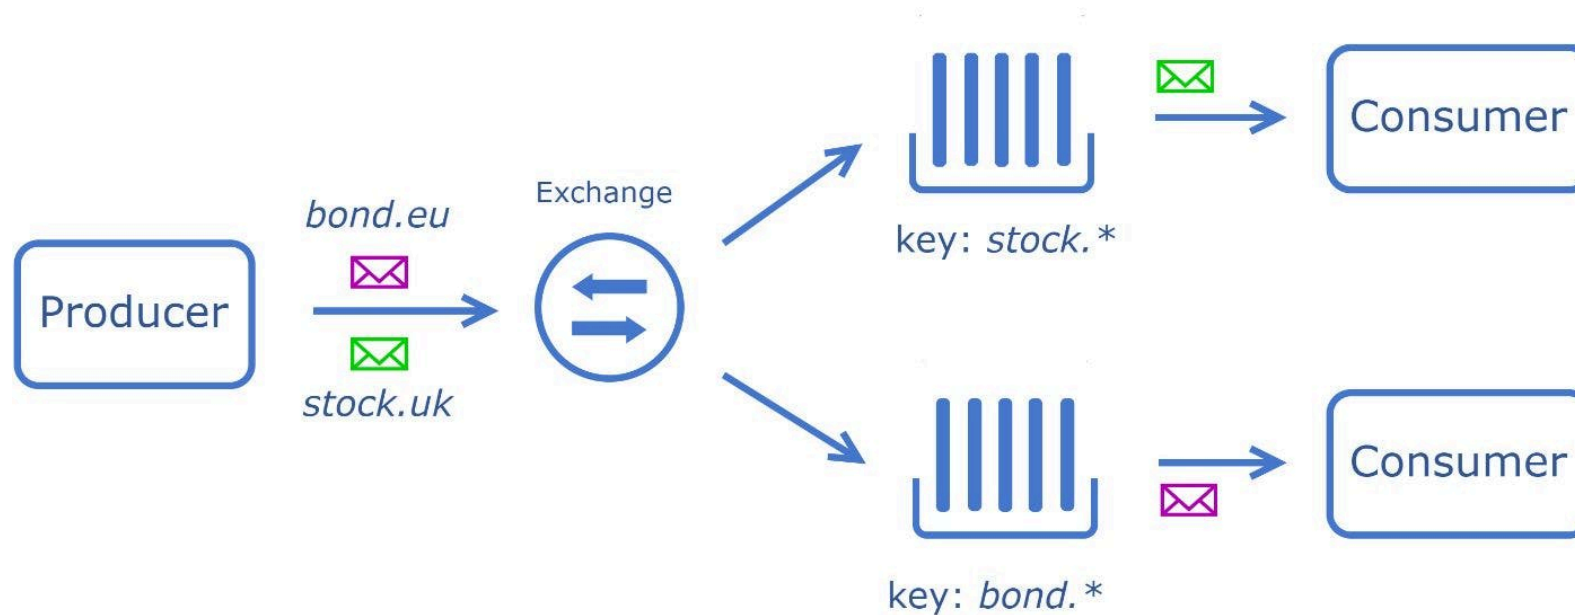 Producer
bond.eu
stock.uk
Exchange
key: stock.*
Consumer
key: bond.*
Consumer